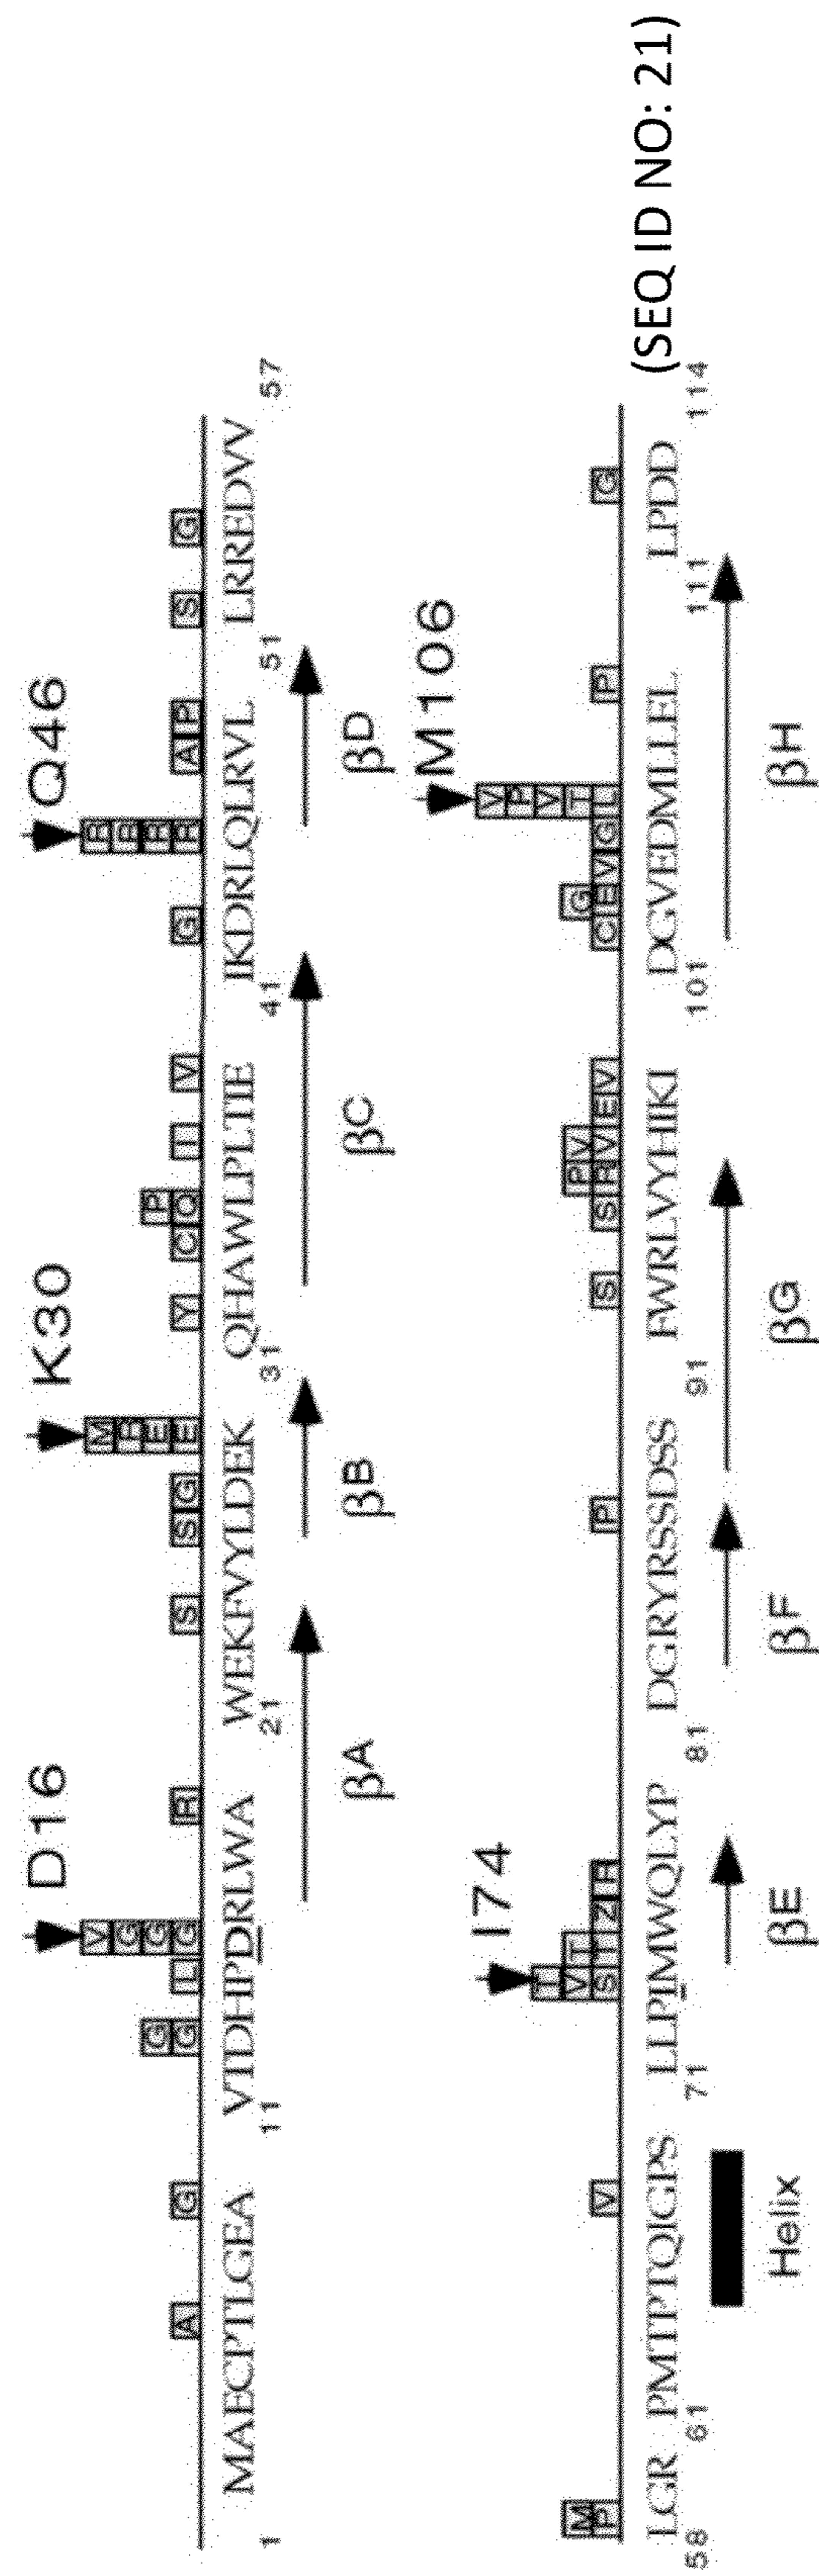 D16 K30 Q46
V M R
G R R
G G E P R
A G G L G R S S G E Y C Q I V G R A P S G
MAECPTLGEA VTDHPDRLWA WEKFVYLDEK QHAWLPLTIE IKDRLQLRVL LRREDVV
1 11 21 31 41 51 57
βA βB βC βD
I74 M106
V
P
T V
M V T P V G T
P V S T Z R P S S R V E V C E V G L P G
(SEQ ID NO: 21)
LGR PMTPTQIGPS LLPIMWQLYP DGRYRSSDSS FWRLVYHIKI DGVEDMLLEL LPDD
58 61 71 81 91 101 111 114
Helix βE βF βG βH